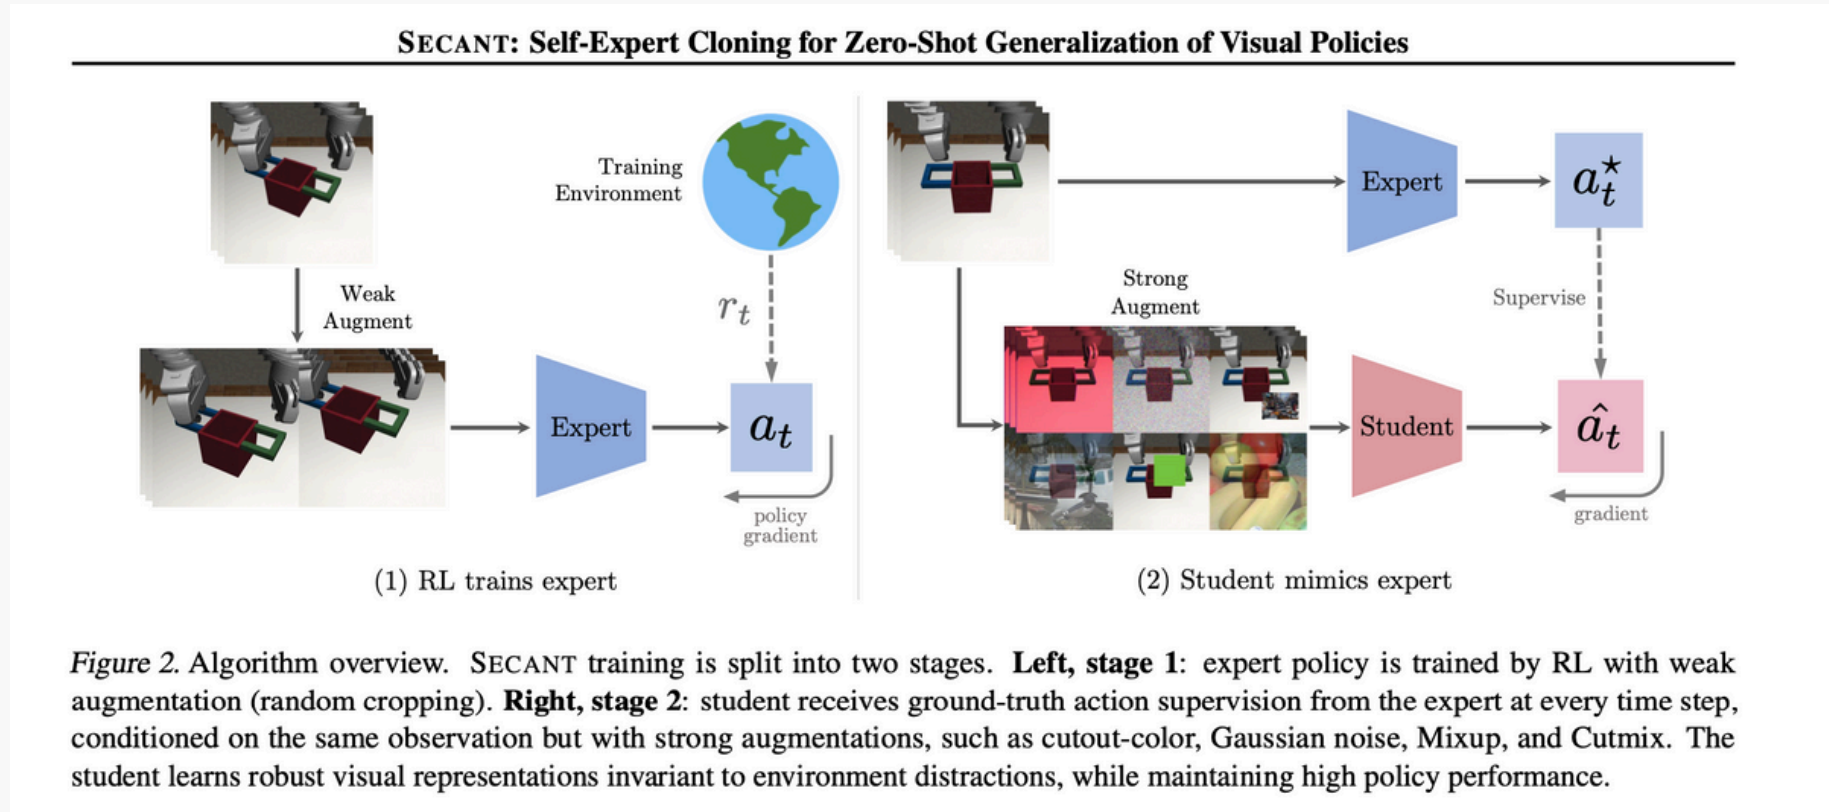 SECANT: Self-Expert Cloning for Zero-Shot Generalization of Visual Policies
Weak
Augment
Training
Environment
r_t
Expert
a_t
policy
gradient
(1) RL trains expert
Expert
a_t^⋆
Strong
Augment
Supervise
Student
â_t
gradient
(2) Student mimics expert
Figure 2. Algorithm overview. SECANT training is split into two stages. Left, stage 1: expert policy is trained by RL with weak
augmentation (random cropping). Right, stage 2: student receives ground-truth action supervision from the expert at every time step,
conditioned on the same observation but with strong augmentations, such as cutout-color, Gaussian noise, Mixup, and Cutmix. The
student learns robust visual representations invariant to environment distractions, while maintaining high policy performance.